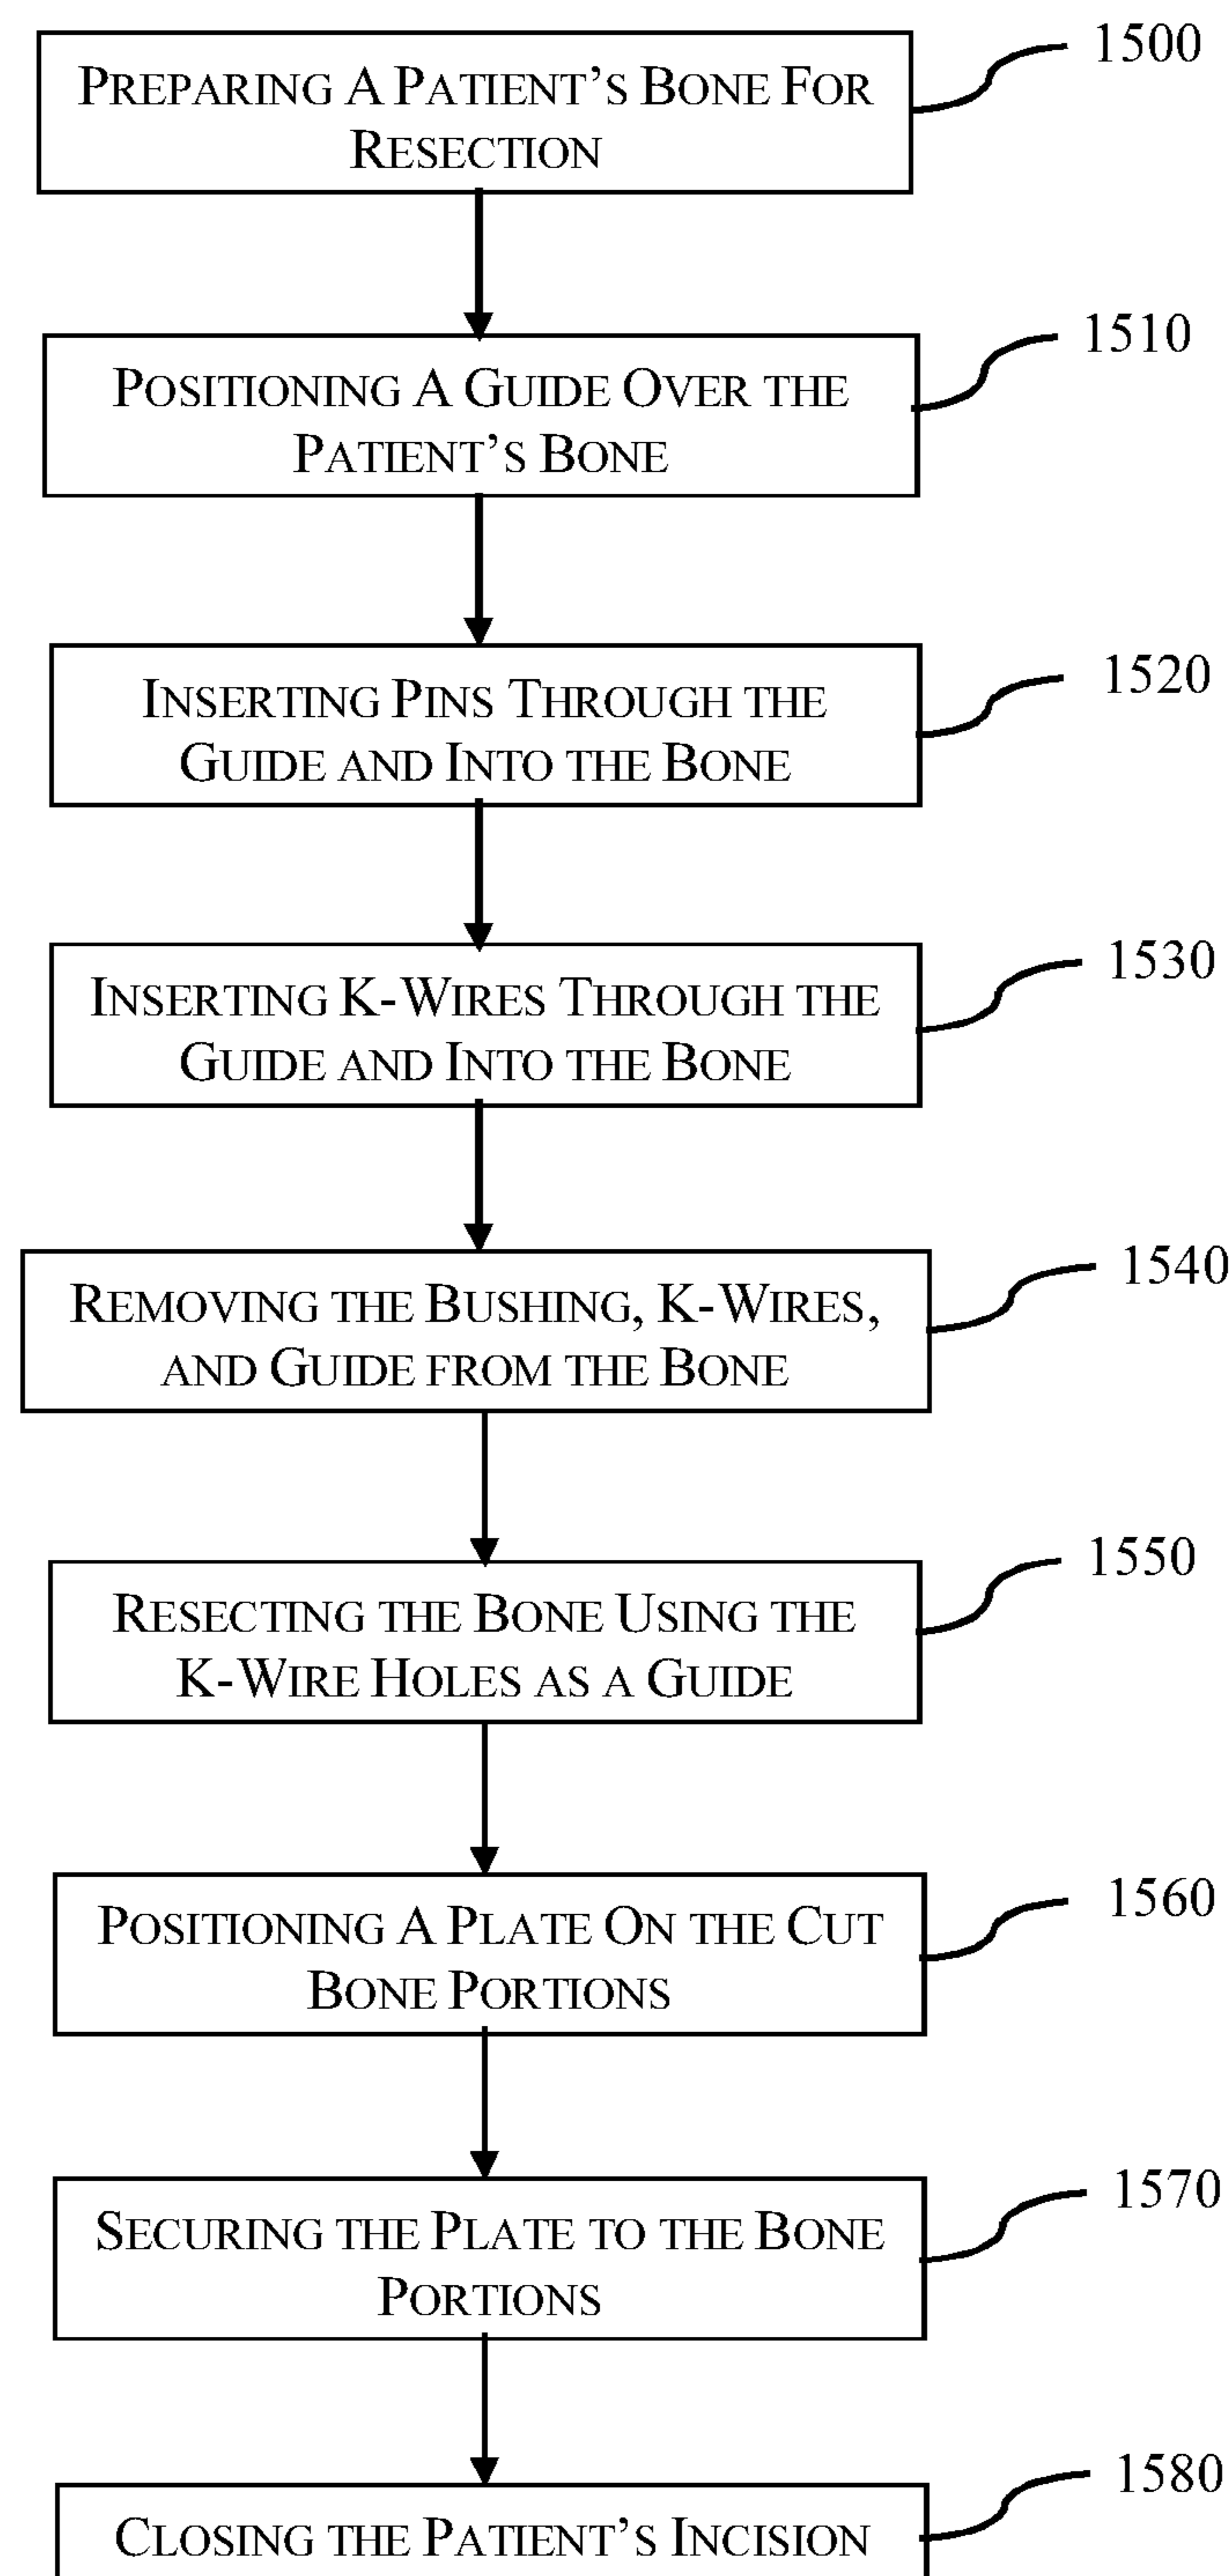 PREPARING A PATIENT'S BONE FOR
RESECTION
1500
POSITIONING A GUIDE OVER THE
PATIENT'S BONE
1510
INSERTING PINS THROUGH THE
GUIDE AND INTO THE BONE
1520
INSERTING K-WIRES THROUGH THE
GUIDE AND INTO THE BONE
1530
REMOVING THE BUSHING, K-WIRES,
AND GUIDE FROM THE BONE
1540
RESECTING THE BONE USING THE
K-WIRE HOLES AS A GUIDE
1550
POSITIONING A PLATE ON THE CUT
BONE PORTIONS
1560
SECURING THE PLATE TO THE BONE
PORTIONS
1570
CLOSING THE PATIENT'S INCISION
1580